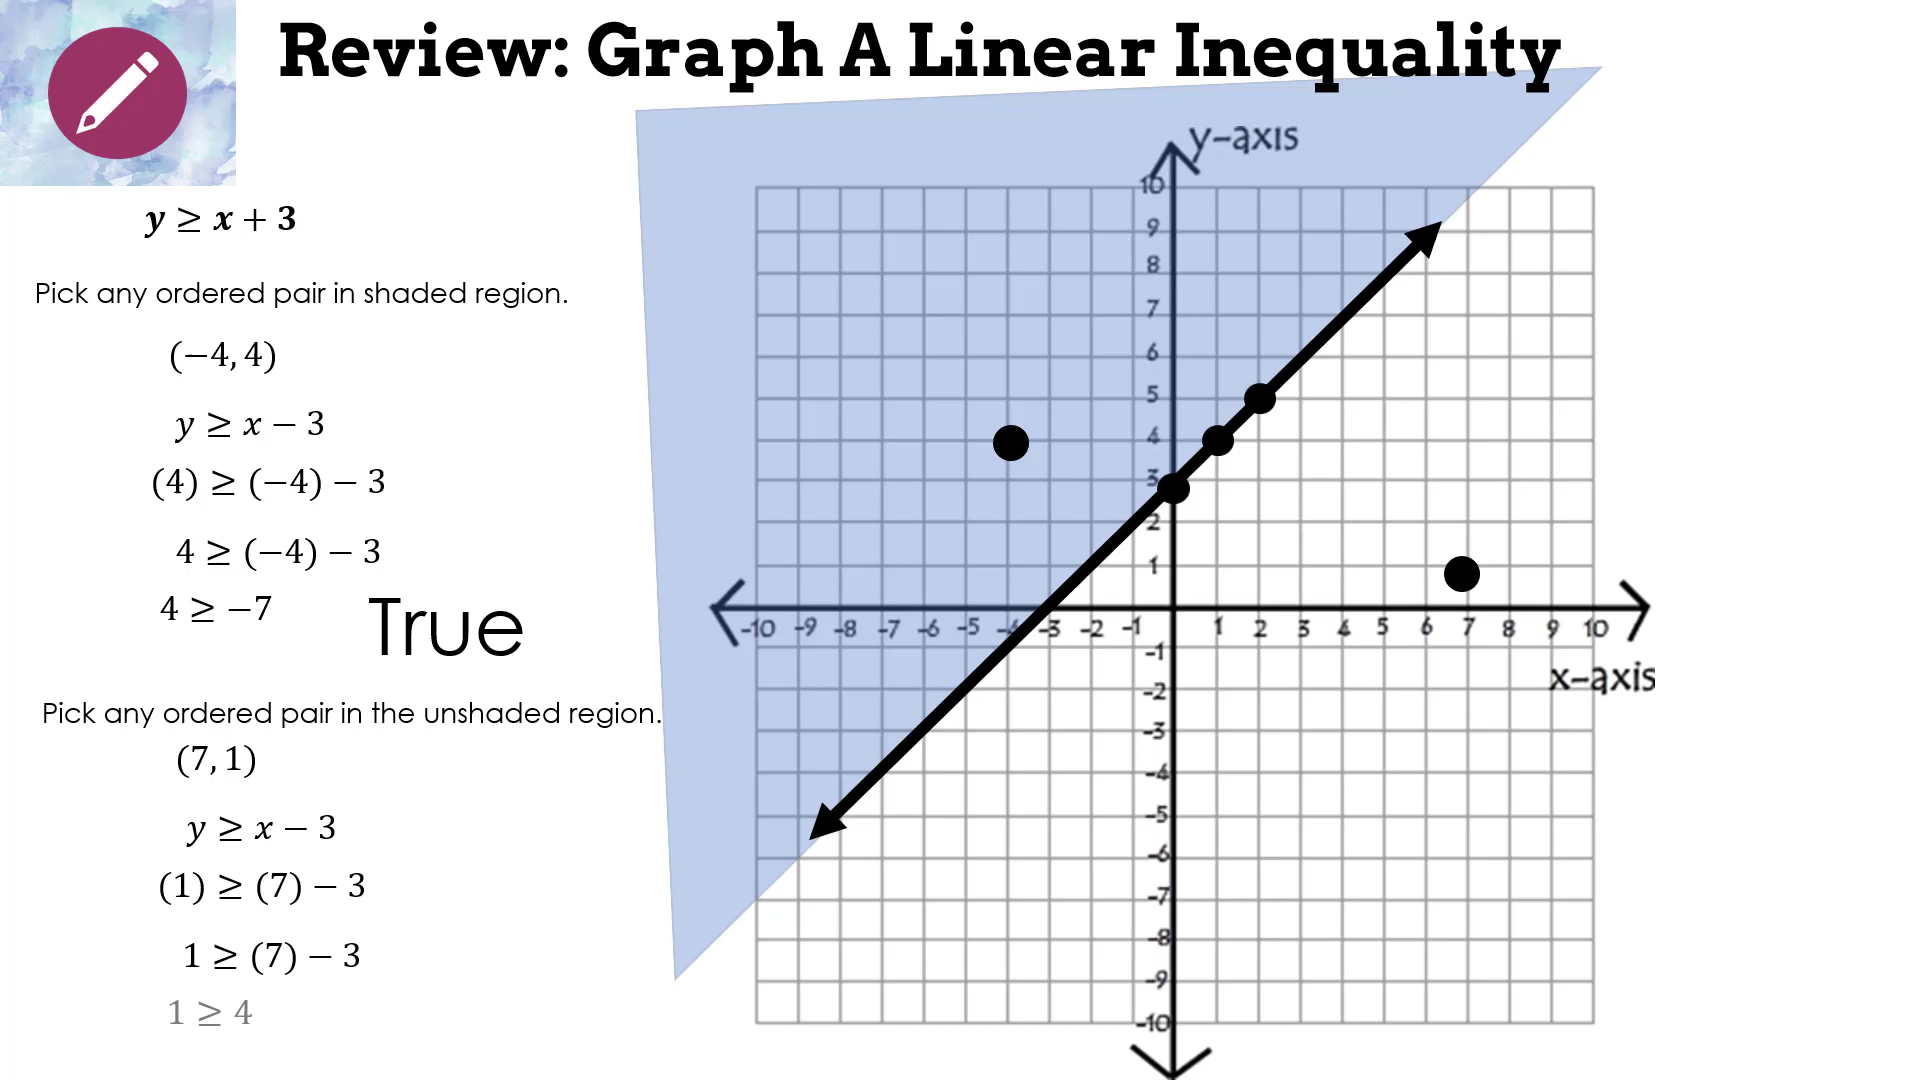 Review: Graph A Linear Inequality
y ≥ x + 3
Pick any ordered pair in shaded region.
(−4, 4)
y ≥ x − 3
(4) ≥ (−4) − 3
4 ≥ (−4) − 3
4 ≥ −7
True
Pick any ordered pair in the unshaded region.
(7, 1)
y ≥ x − 3
(1) ≥ (7) − 3
1 ≥ (7) − 3
1 ≥ 4
y-axis
10
9
8
7
6
5
4
3
2
1
-10 -9 -8 -7 -6 -5 -4 -3 -2 -1 1 2 3 4 5 6 7 8 9 10
x-axis
-1
-2
-3
-4
-5
-6
-7
-8
-9
-10